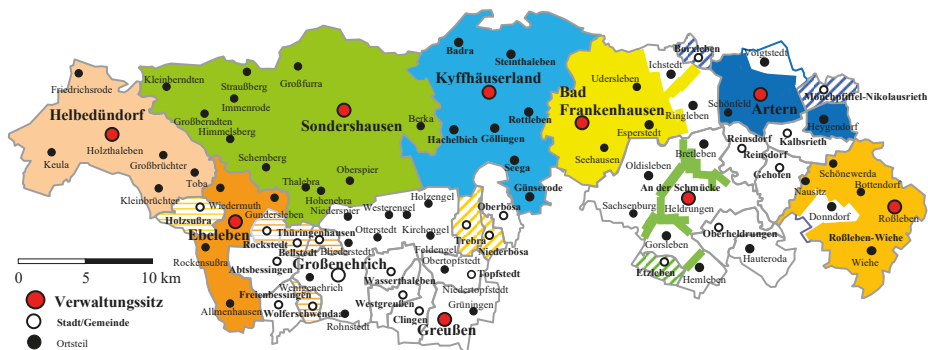 Badra
Steinthaleben
Borxleben
Voigtstedt
Ichstedt
Friedrichsrode
Kleinberndten
Straußberg
Großfurra
Kyffhäuserland
Udersleben
Bad
Frankenhausen
Mönchpfiffel-Nikolausrieth
Helbedündorf
Immenrode
Großberndten
Himmelsberg
Sondershausen
Berka
Rottleben
Hachelbich
Göllingen
Ringleben
Schönfeld
Artern
Heygendorf
Esperstedt
Reinsdorf
Kalbsrieth
Holzthaleben
Keula
Großbrüchter
Schernberg
Seega
Seehausen
Bretleben
Reinsdorf
Gehofen
Schönewerda
Oldisleben
Toba
Thalebra
Oberspier
Hohenebra
Günserode
An der Schmücke
Heldrungen
Nausitz
Bottendorf
Kleinbrüchter
Wiedermuth
Gundersleben
Niederspier
Westerengel
Holzengel
Oberbösa
Sachsenburg
Donndorf
Roßleben
Holzsußra
Ebeleben
Thüringenhausen
Otterstedt
Kirchengel
Trebra
Niederbösa
Gorsleben
Oberheldrungen
Roßleben-Wiehe
Rockstedt
Bellstedt
Bliederstedt
Feldengel
Obertopfstedt
Hauteroda
Wiehe
Rockensußra
Abtsbessingen
Großenehrich
Wasserthaleben
Topfstedt
Etzleben
Hemleben
0 5 10 km
Wenigenehrich
Niedertopfstedt
Verwaltungssitz
Freienbessingen
Westgreußen
Grüningen
Allmenhausen
Wolferschwenda
Clingen
Stadt/Gemeinde
Rohnstedt
Greußen
Ortsteil